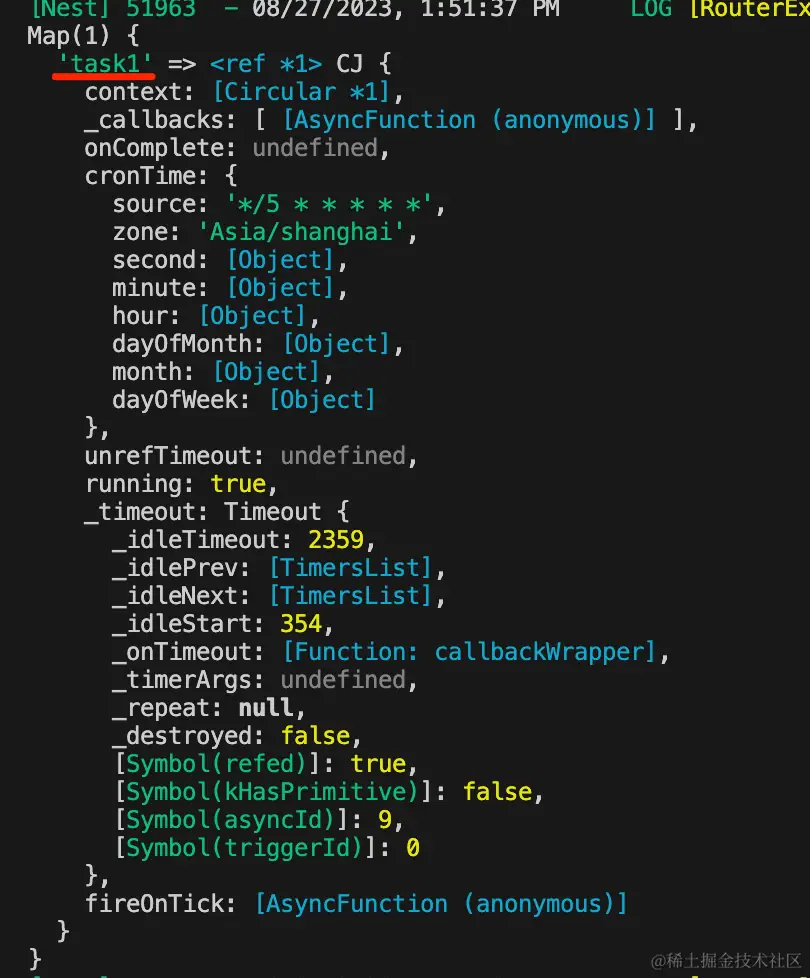 [Nest] 51963  - 08/27/2023, 1:51:37 PM     LOG [RouterEx
Map(1) {
  'task1' => <ref *1> CJ {
    context: [Circular *1],
    _callbacks: [ [AsyncFunction (anonymous)] ],
    onComplete: undefined,
    cronTime: {
      source: '*/5 * * * * *',
      zone: 'Asia/shanghai',
      second: [Object],
      minute: [Object],
      hour: [Object],
      dayOfMonth: [Object],
      month: [Object],
      dayOfWeek: [Object]
    },
    unrefTimeout: undefined,
    running: true,
    _timeout: Timeout {
      _idleTimeout: 2359,
      _idlePrev: [TimersList],
      _idleNext: [TimersList],
      _idleStart: 354,
      _onTimeout: [Function: callbackWrapper],
      _timerArgs: undefined,
      _repeat: null,
      _destroyed: false,
      [Symbol(refed)]: true,
      [Symbol(kHasPrimitive)]: false,
      [Symbol(asyncId)]: 9,
      [Symbol(triggerId)]: 0
    },
    fireOnTick: [AsyncFunction (anonymous)]
  }
}
@稀土掘金技术社区